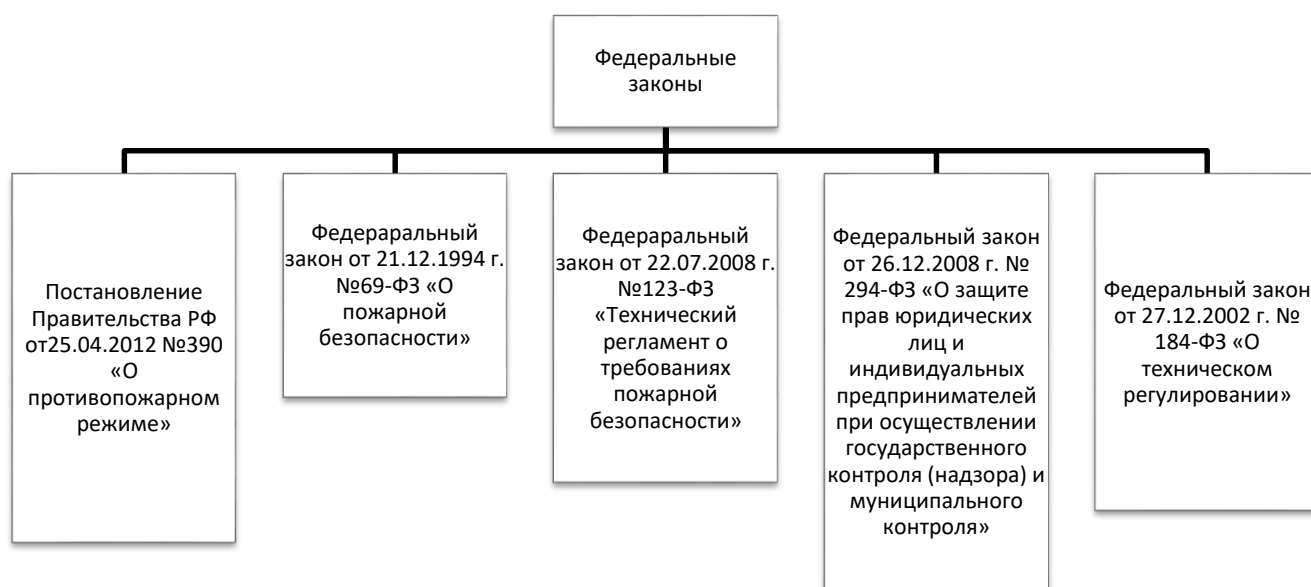 Федеральные
законы
Постановление
Правительства РФ
от25.04.2012 №390
«О
противопожарном
режиме»
Федераральный
закон от 21.12.1994 г.
№69-ФЗ «О
пожарной
безопасности»
Федераральный
закон от 22.07.2008 г.
№123-ФЗ
«Технический
регламент о
требованиях
пожарной
безопасности»
Федеральный закон
от 26.12.2008 г. №
294-ФЗ «О защите
прав юридических
лиц и
индивидуальных
предпринимателей
при осуществлении
государственного
контроля (надзора) и
муниципального
контроля»
Федеральный закон
от 27.12.2002 г. №
184-ФЗ «О
техническом
регулировании»